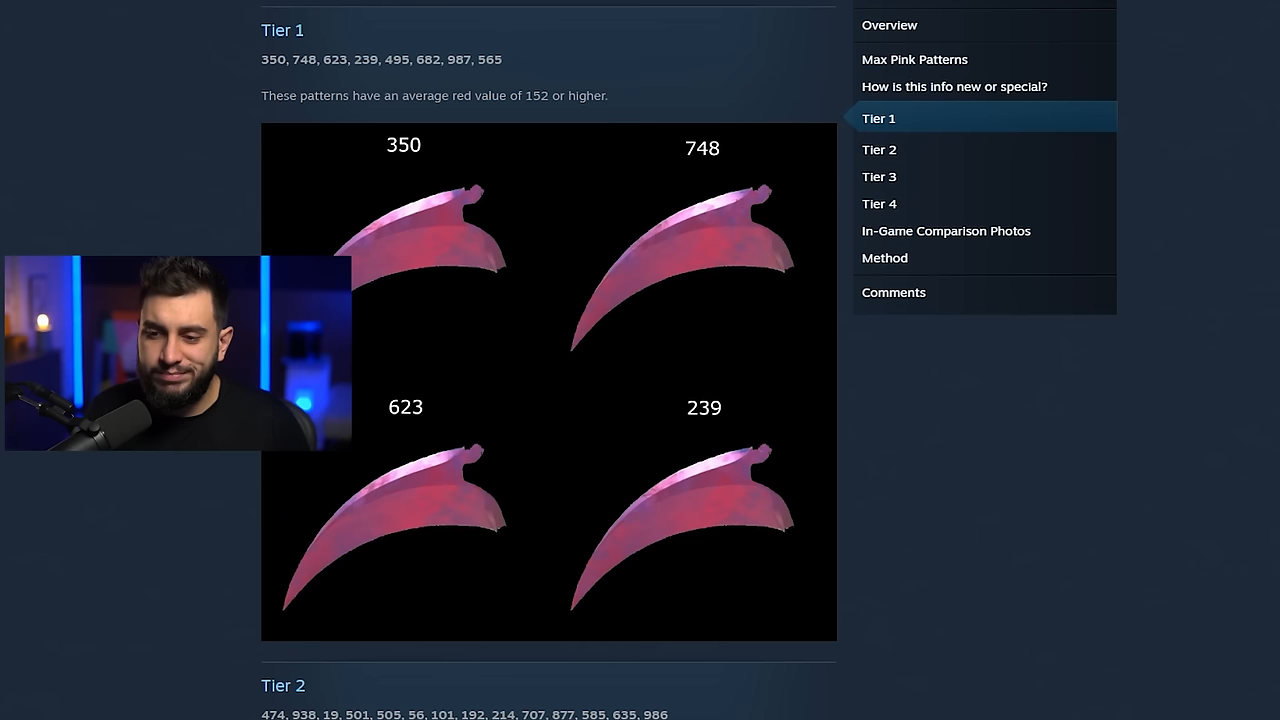 Tier 1
350, 748, 623, 239, 495, 682, 987, 565
These patterns have an average red value of 152 or higher.
350
748
623
239
Tier 2
474, 938, 19, 501, 505, 56, 101, 192, 214, 707, 877, 585, 635, 986
Overview
Max Pink Patterns
How is this info new or special?
Tier 1
Tier 2
Tier 3
Tier 4
In-Game Comparison Photos
Method
Comments